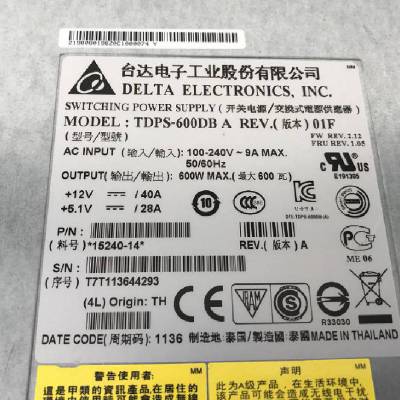 台达电子工业股份有限公司
DELTA ELECTRONICS, INC.
SWITCHING POWER SUPPLY ( 开关电源/交換式電源供應器 )
MODEL : TDPS-600DB A REV.( 版本 ) 01F
(型号/型號)
FW REV. 1.12
FRU REV. 1.05
AC INPUT (输入/輸入) : 100-240V ~ 9A MAX.
50/60Hz
OUTPUT (输出/輸出) : 600W MAX.( 最大 600 瓦 )
+12V / 40A
+5.1V / 28A
E191395
P/N :
(料号) *15240-14*
REV.( 版本 ) A
S/N :
(序号) T7T113644293
ME 06
(4L) Origin: TH
R33030
DATE CODE( 周期码 ) : 1136 制造地 : 泰国/製造國 : 泰國 MADE IN THAILAND
警告使用者:
這是甲類的資訊產品, 在居住的
声明
此为A级产品, 在生活环境